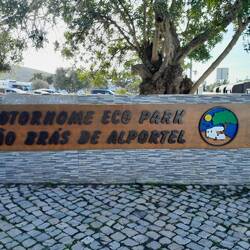 OTORHOME ECO PARK
ÃO BRÁS DE ALPORTEL